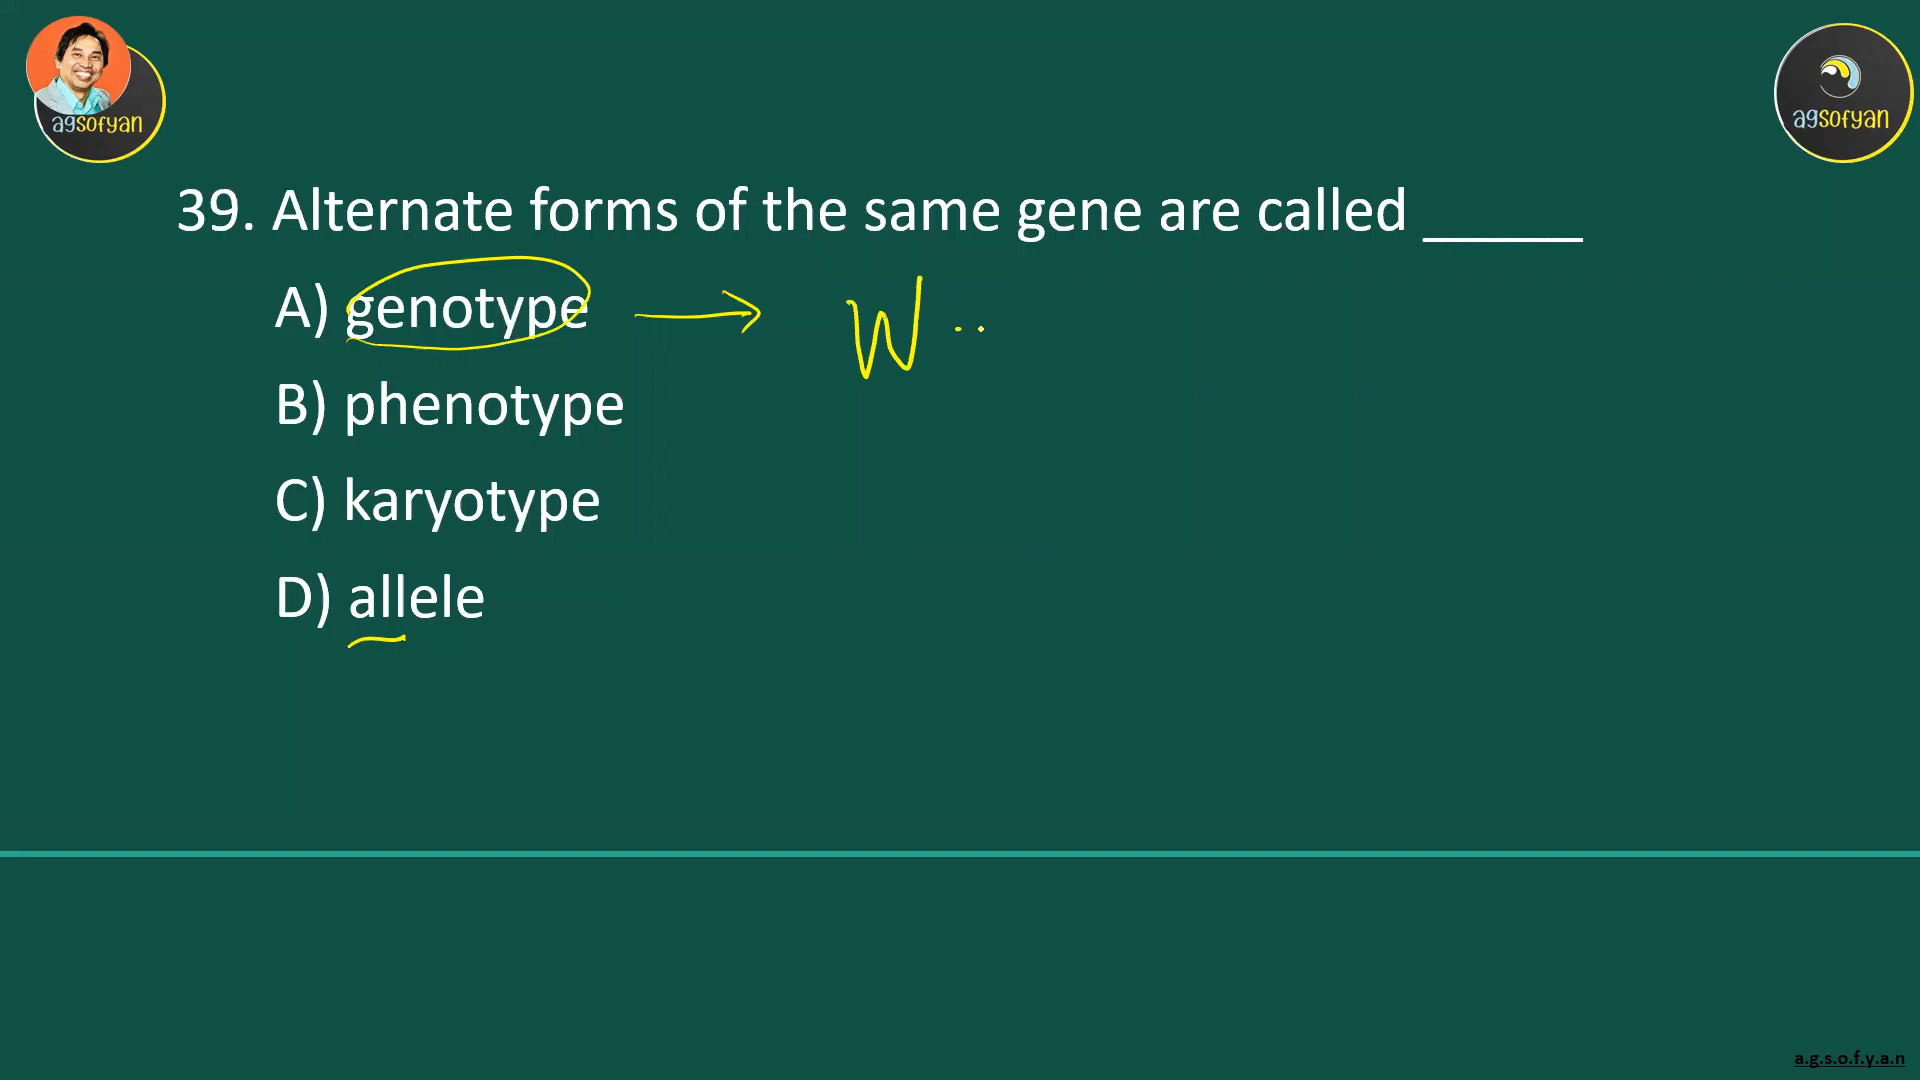 agsofyan
agsofyan
39. Alternate forms of the same gene are called ______
A) genotype → W ..
B) phenotype
C) karyotype
D) allele
a.g.s.o.f.y.a.n